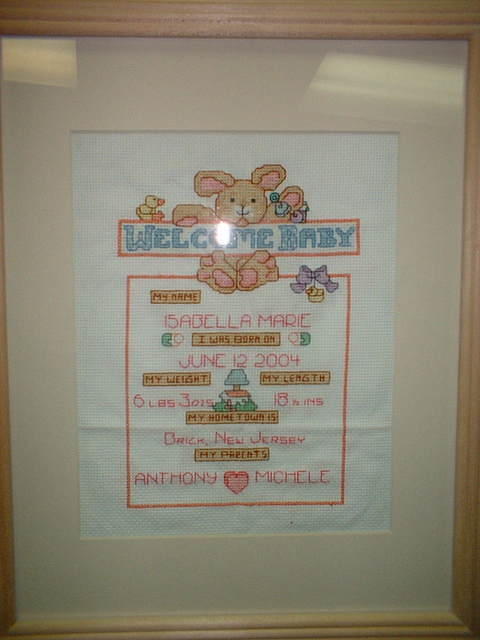 WELCOME BABY
MY NAME
ISABELLA MARIE
I WAS BORN ON
JUNE 12 2004
MY WEIGHT MY LENGTH
6 LBS 3 OZS 18 ½ INS
MY HOMETOWN IS
BRICK, NEW JERSEY
MY PARENTS
ANTHONY MICHELE